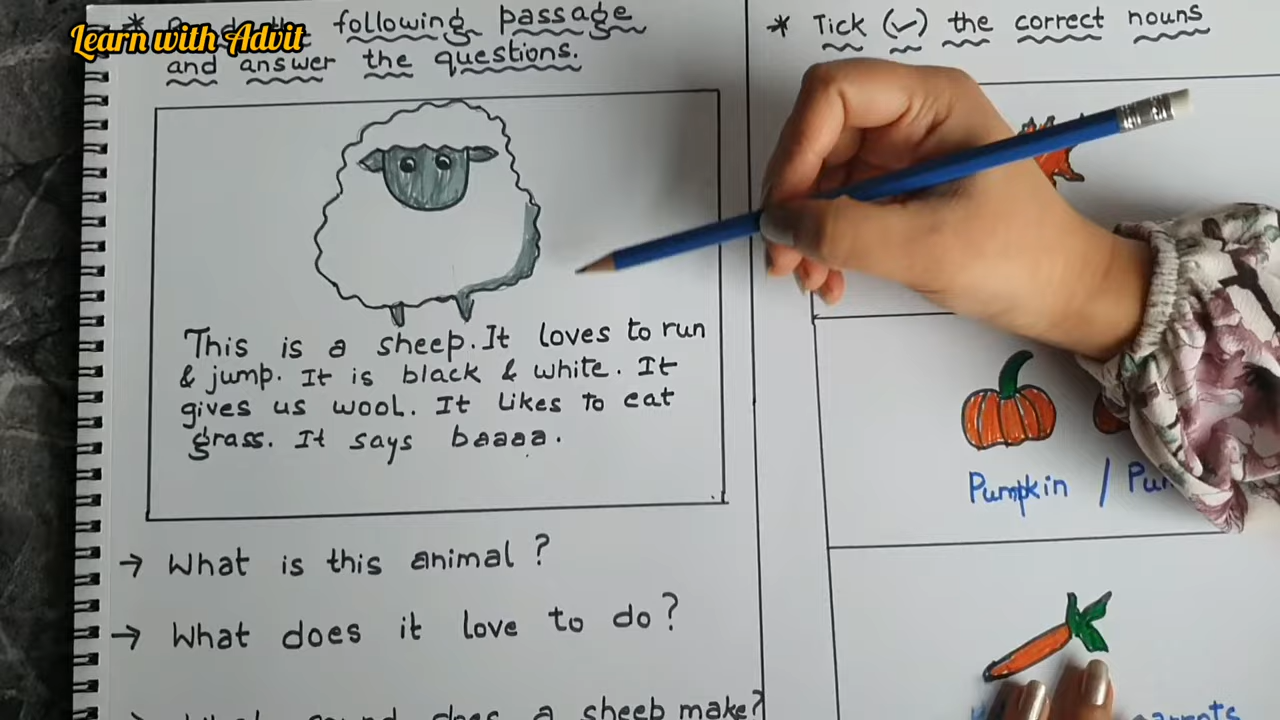 Learn with Advit
* following passage
and answer the questions.
This is a sheep. It loves to run
& jump. It is black & white. It
gives us wool. It likes to eat
grass. It says baaaa.
→ What is this animal ?
→ What does it love to do ?
→ does a sheep make?
* Tick (✓) the correct nouns
Pumpkin /